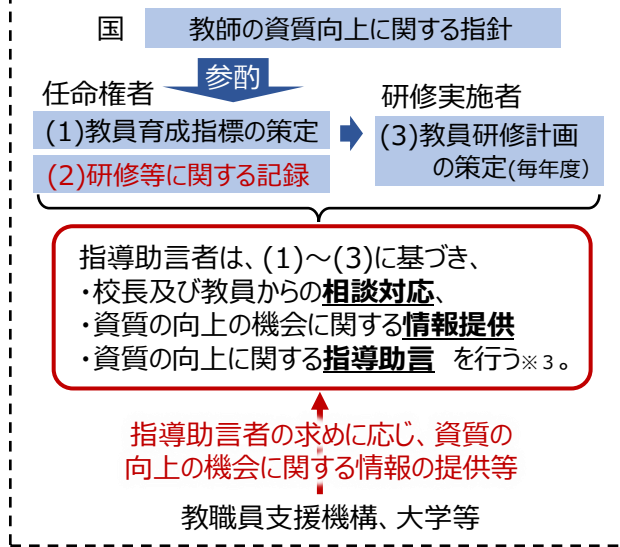 国 教師の資質向上に関する指針
参酌
任命権者
(1)教員育成指標の策定
(2)研修等に関する記録
研修実施者
(3)教員研修計画
の策定(毎年度)
指導助言者は、(1)～(3)に基づき、
・校長及び教員からの相談対応、
・資質の向上の機会に関する情報提供
・資質の向上に関する指導助言 を行う※3。
指導助言者の求めに応じ、資質の
向上の機会に関する情報の提供等
教職員支援機構、大学等